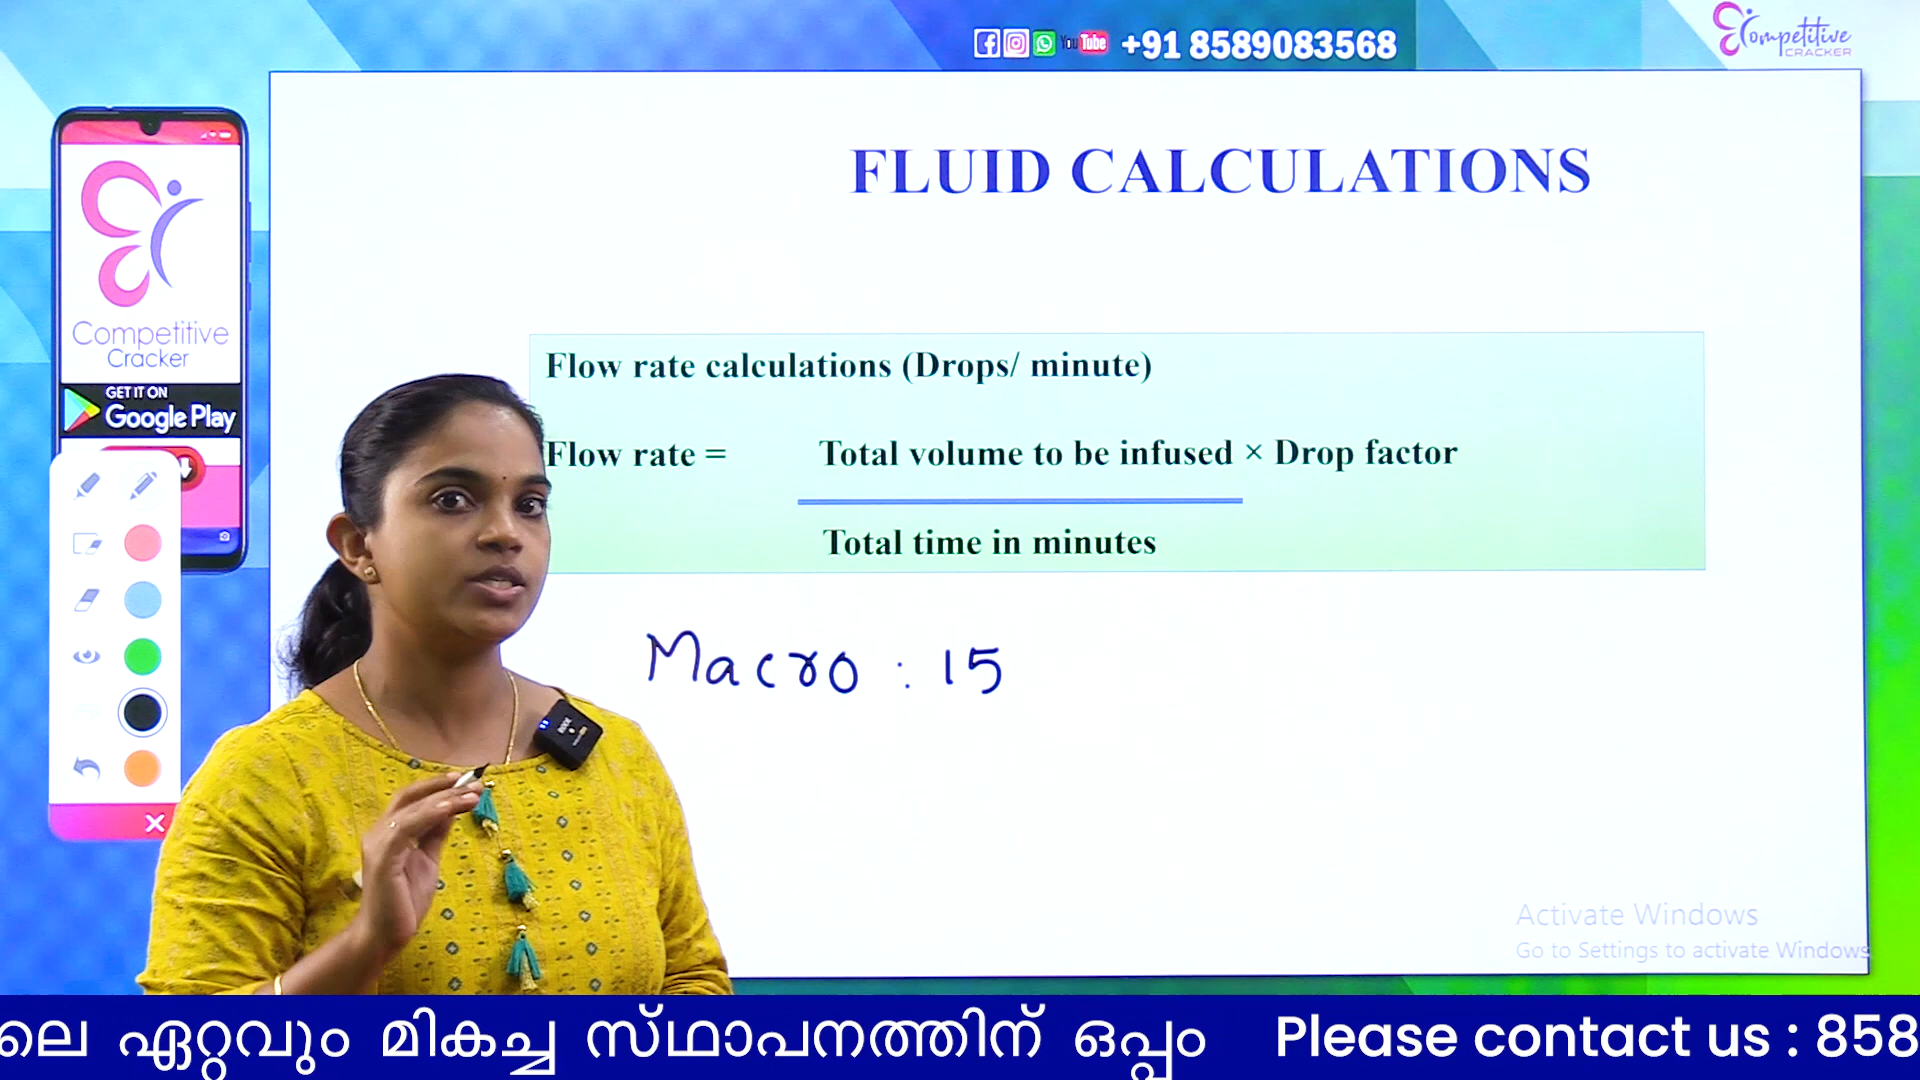 YouTube +91 8589083568
Competitive
CRACKER
FLUID CALCULATIONS
Competitive
Cracker
GET IT ON
Google Play
Flow rate calculations (Drops/ minute)
Flow rate = Total volume to be infused × Drop factor
Total time in minutes
Macro : 15
Activate Windows
Go to Settings to activate Windows
ലെ ഏറ്റവും മികച്ച സ്ഥാപനത്തിന് ഒപ്പം Please contact us : 858